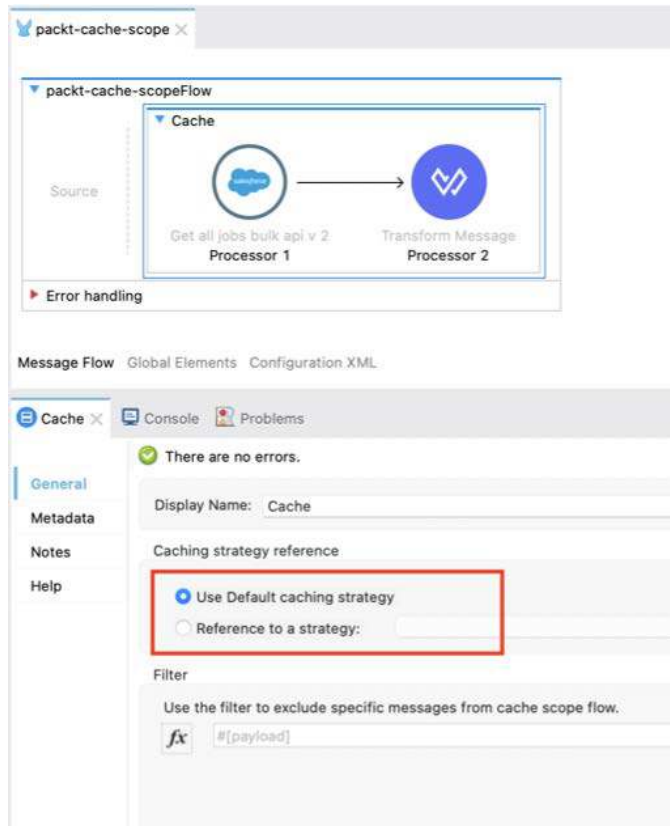 packt-cache-scope
packt-cache-scopeFlow
Cache
Source
salesforce
Get all jobs bulk api v 2
Transform Message
Processor 1
Processor 2
Error handling
Message Flow Global Elements Configuration XML
Cache Console Problems
There are no errors.
General
Metadata
Notes
Help
Display Name: Cache
Caching strategy reference
Use Default caching strategy
Reference to a strategy:
Filter
Use the filter to exclude specific messages from cache scope flow.
fx #[payload]